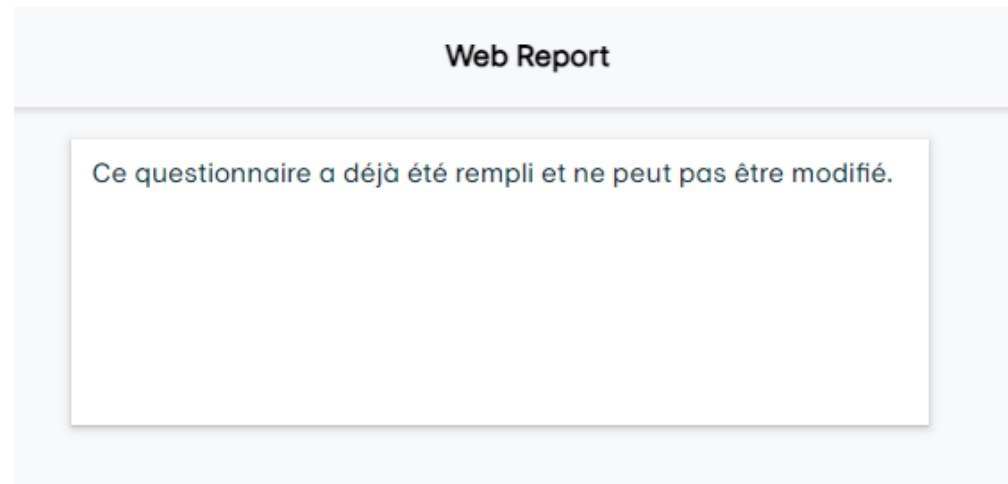 Web Report
Ce questionnaire a déjà été rempli et ne peut pas être modifié.